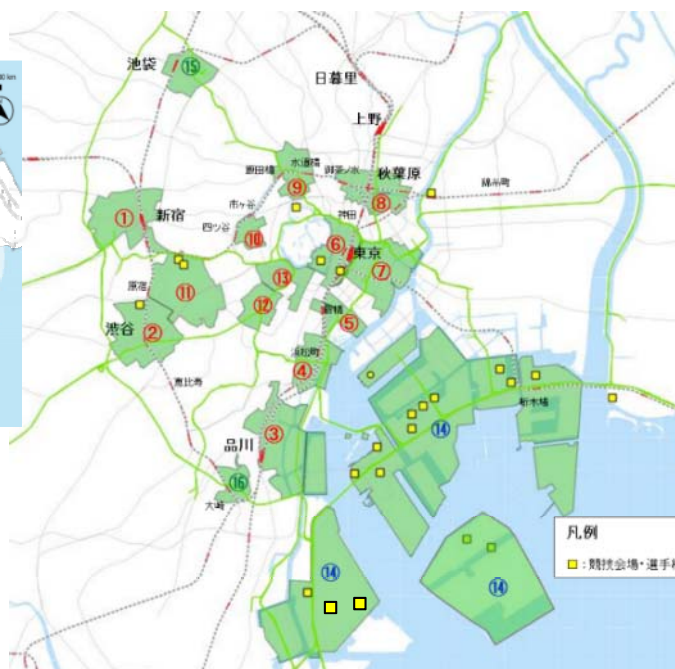 池袋
⑮
日暮里
上野
水道橋
飯田橋
御茶ノ水
秋葉原
錦糸町
⑨
⑧
市ヶ谷
神田
①
新宿
四ツ谷
⑩
⑥
東京
⑦
⑬
原宿
⑪
⑫
⑤
新橋
渋谷
②
浜松町
④
恵比寿
新木場
③
⑭
品川
⑯
大崎
凡例
：競技会場・選手
⑭
⑭